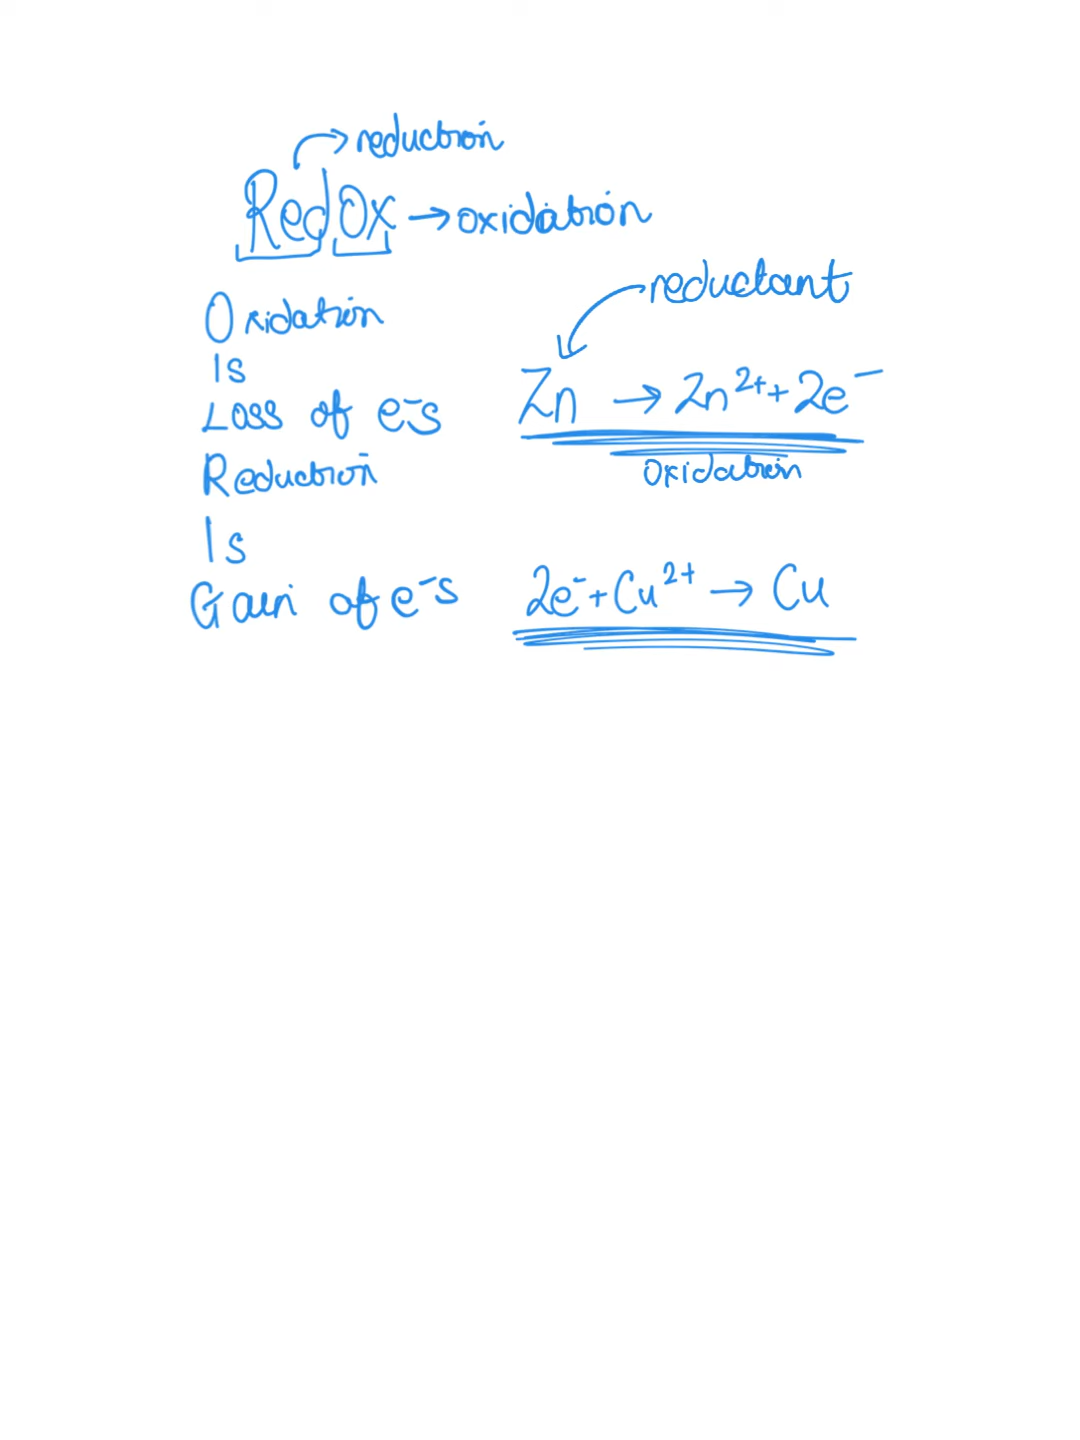 reduction
RedOx → oxidation
reductant
Oxidation
Is
Loss of e⁻s
Zn → Zn²⁺ + 2e⁻
oxidation
Reduction
Is
Gain of e⁻s
2e⁻ + Cu²⁺ → Cu